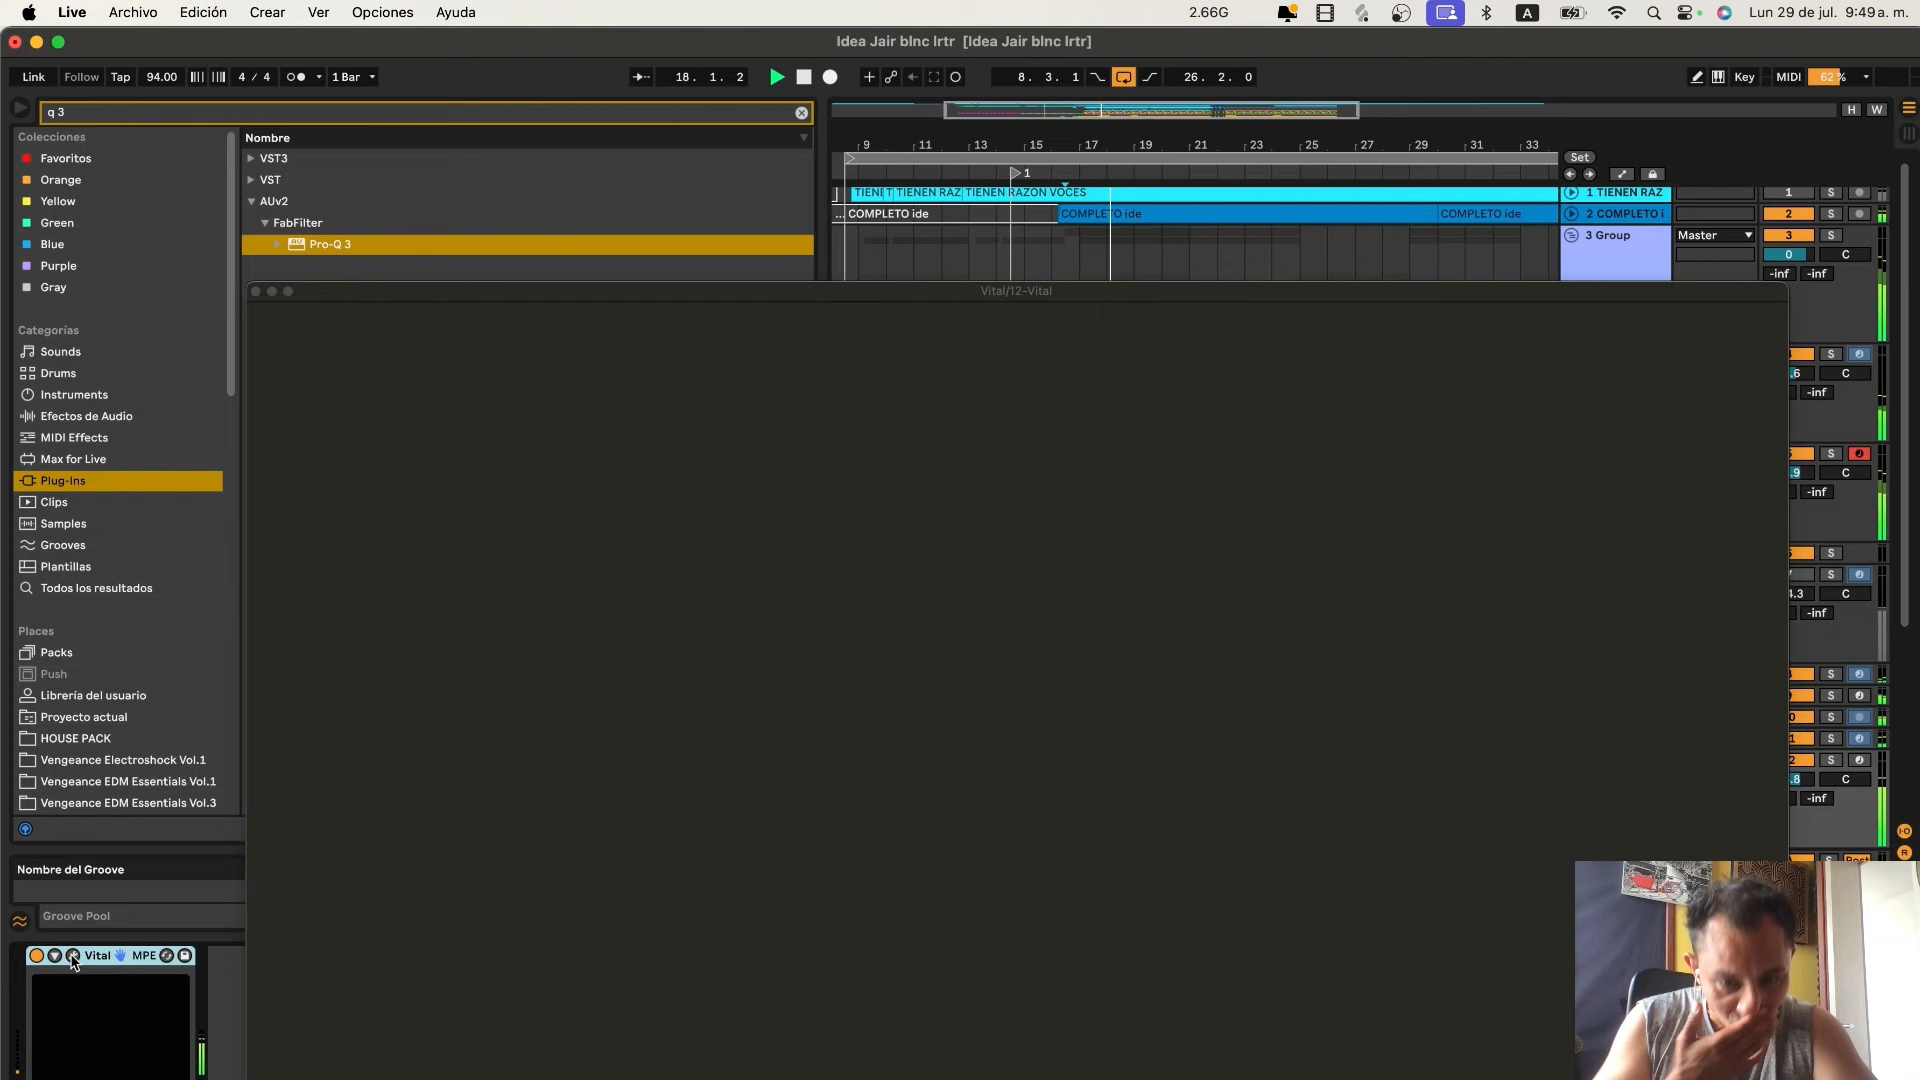 Live Archivo Edición Crear Ver Opciones Ayuda 2.66G A Lun 29 de jul. 9:49 a. m.
Idea Jair blnc lrtr [Idea Jair blnc lrtr]
Link Follow Tap 94.00 4 / 4 1 Bar 18. 1. 2 8. 3. 1 26. 2. 0 Key MIDI 62 %
q 3
H W
Colecciones Nombre
9 11 13 15 17 19 21 23 25 27 29 31 33
Favoritos VST3 Set
Orange VST 1
Yellow AUv2 TIENE T TIENEN RAZ TIENEN RAZON VOCES 1 TIENEN RAZ 1 S
Green FabFilter ... COMPLETO ide COMPLETO ide COMPLETO ide 2 COMPLETO i 2 S
Blue Pro-Q 3 3 Group Master 3 S
0 C
Purple -inf -inf
Gray Vital/12-Vital
Categorías
Sounds S
Drums .6 C
Instruments -inf
Efectos de Audio
MIDI Effects
Max for Live S
Plug-Ins .9 C
Clips -inf
Samples
Grooves S
Plantillas S
Todos los resultados 4.3 C
-inf
Places
Packs
Push S
Librería del usuario S
Proyecto actual 0 S
HOUSE PACK 1 S
Vengeance Electroshock Vol.1 2 S
Vengeance EDM Essentials Vol.1 .8 C
Vengeance EDM Essentials Vol.3 -inf
I·O
R
Nombre del Groove
Groove Pool
Vital MPE